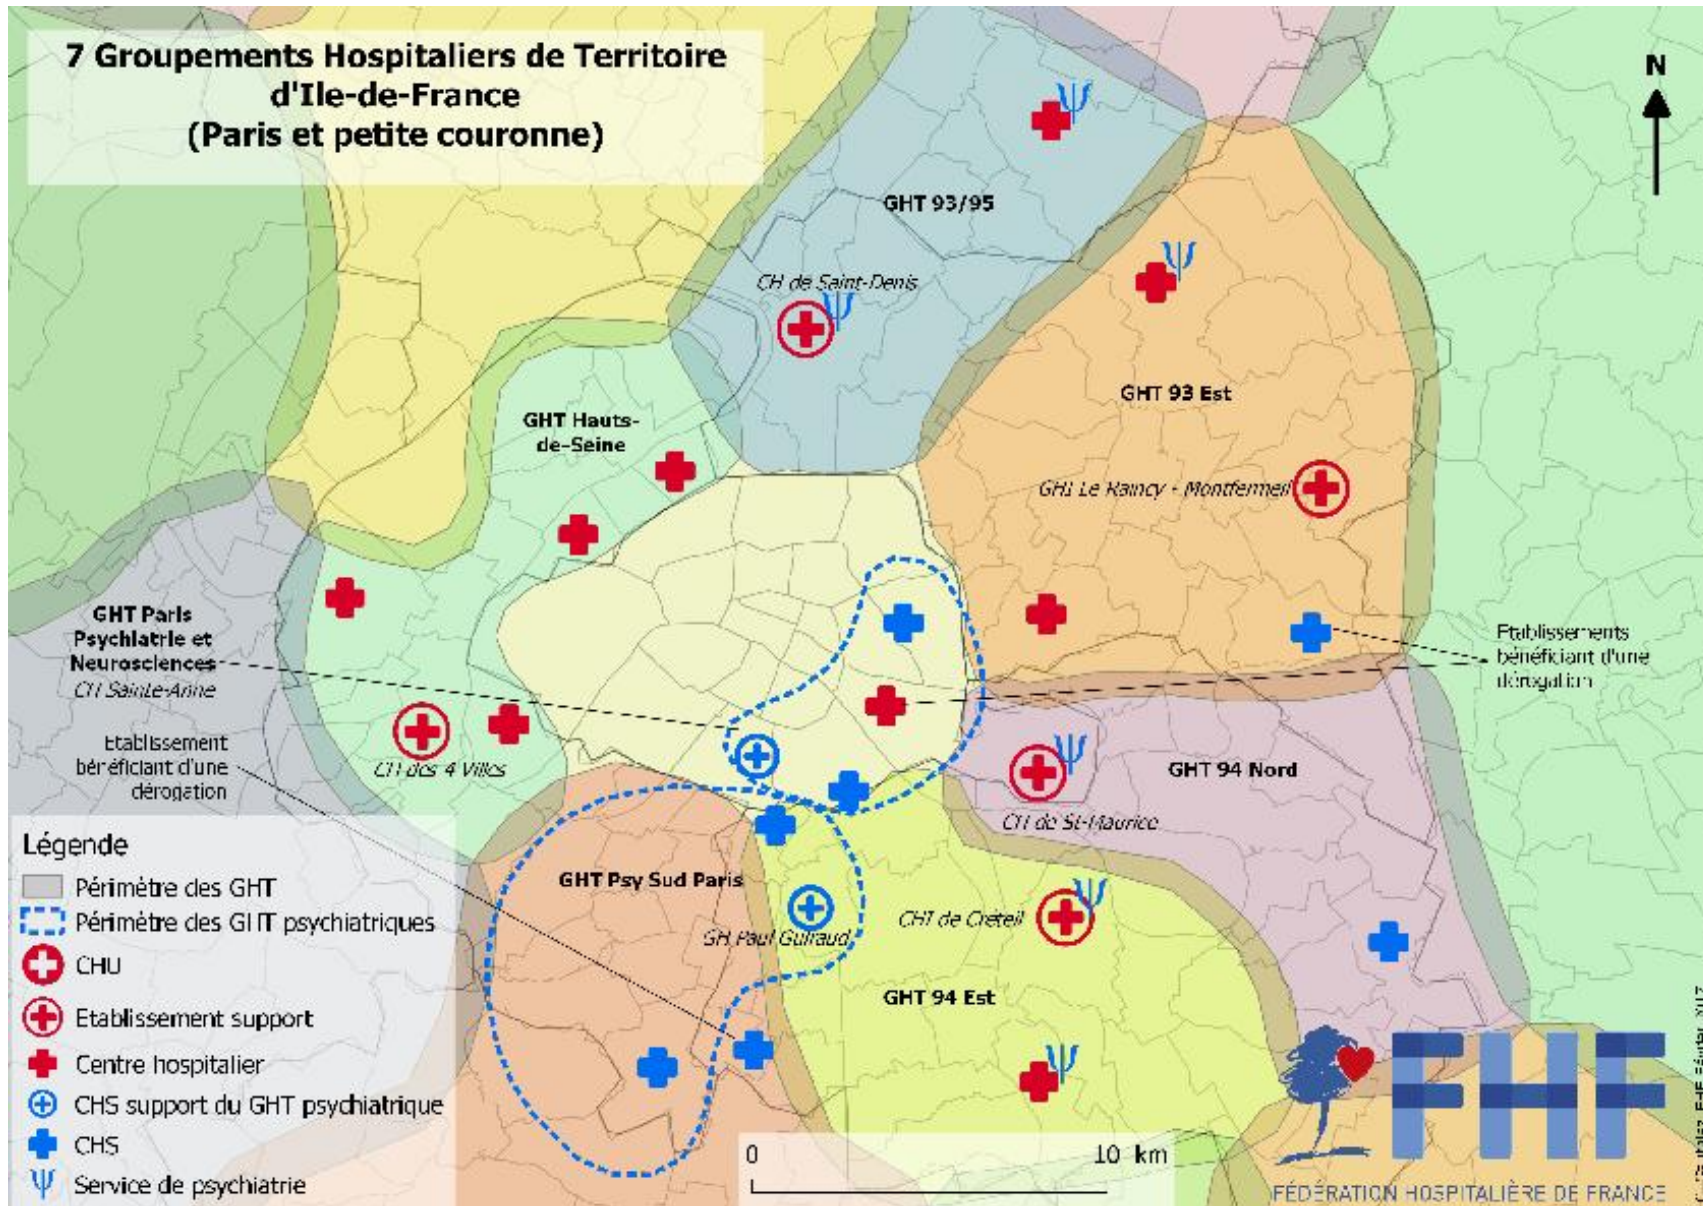 7 Groupements Hospitaliers de Territoire
d'Ile-de-France
(Paris et petite couronne)
N
GHT 93/95
CH de Saint-Denis
GHT 93 Est
GHT Hauts-
de-Seine
GHI Le Raincy - Montfermeil
GHT Paris
Psychiatrie et
Neurosciences
CH Sainte-Anne
Etablissements
bénéficiant d'une
dérogation
Etablissement
bénéficiant d'une
dérogation
CH des 4 Villes
GHT 94 Nord
CH de St-Maurice
GHT Psy Sud Paris
GH Paul Guiraud
CHI de Créteil
GHT 94 Est
Légende
Périmètre des GHT
Périmètre des GHT psychiatriques
CHU
Etablissement support
Centre hospitalier
CHS support du GHT psychiatrique
CHS
Service de psychiatrie
0 10 km
FHF
FÉDÉRATION HOSPITALIÈRE DE FRANCE
FHF Février 2017